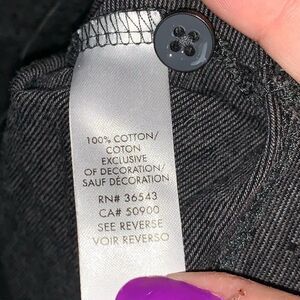 100% COTTON/
COTON
EXCLUSIVE
OF DECORATION/
SAUF DÉCORATION
RN# 36543
CA# 50900
SEE REVERSE
VOIR REVERSO